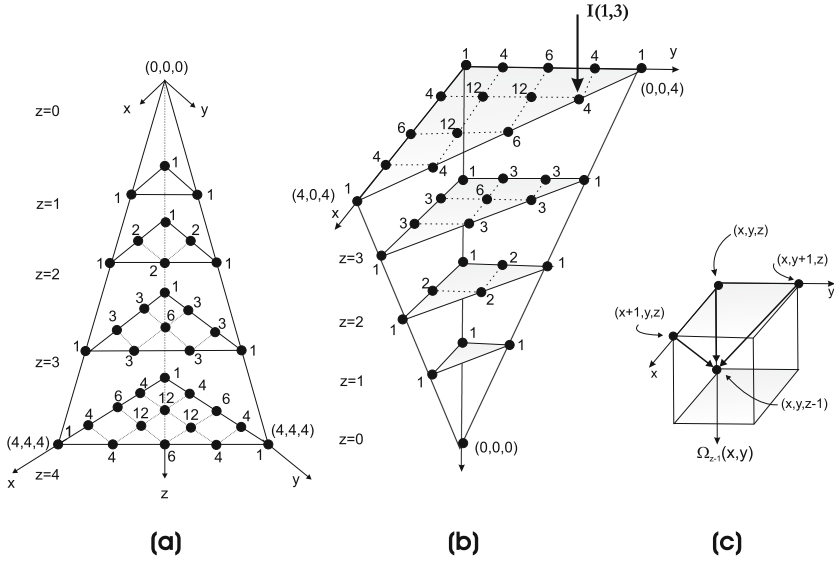 (0,0,0)
x
y
z=0
1
1
1
z=1
1
2
2
1
2
1
z=2
1
3
3
3
6
3
1
3
3
1
z=3
1
4
4
6
12
6
4
12
12
4
(4,4,4)
1
4
6
4
1
(4,4,4)
z=4
x
z
y
(a)
I(1,3)
1
4
6
4
1
y
4
12
12
4
(0,0,4)
6
12
6
4
4
(4,0,4)
1
x
1
3
3
1
3
6
3
3
3
z=3
1
1
2
1
2
2
z=2
1
1
1
z=1
1
z=0
(0,0,0)
(b)
(x,y,z)
(x,y+1,z)
y
(x+1,y,z)
x
(x,y,z-1)
Ωz-1(x,y)
(c)